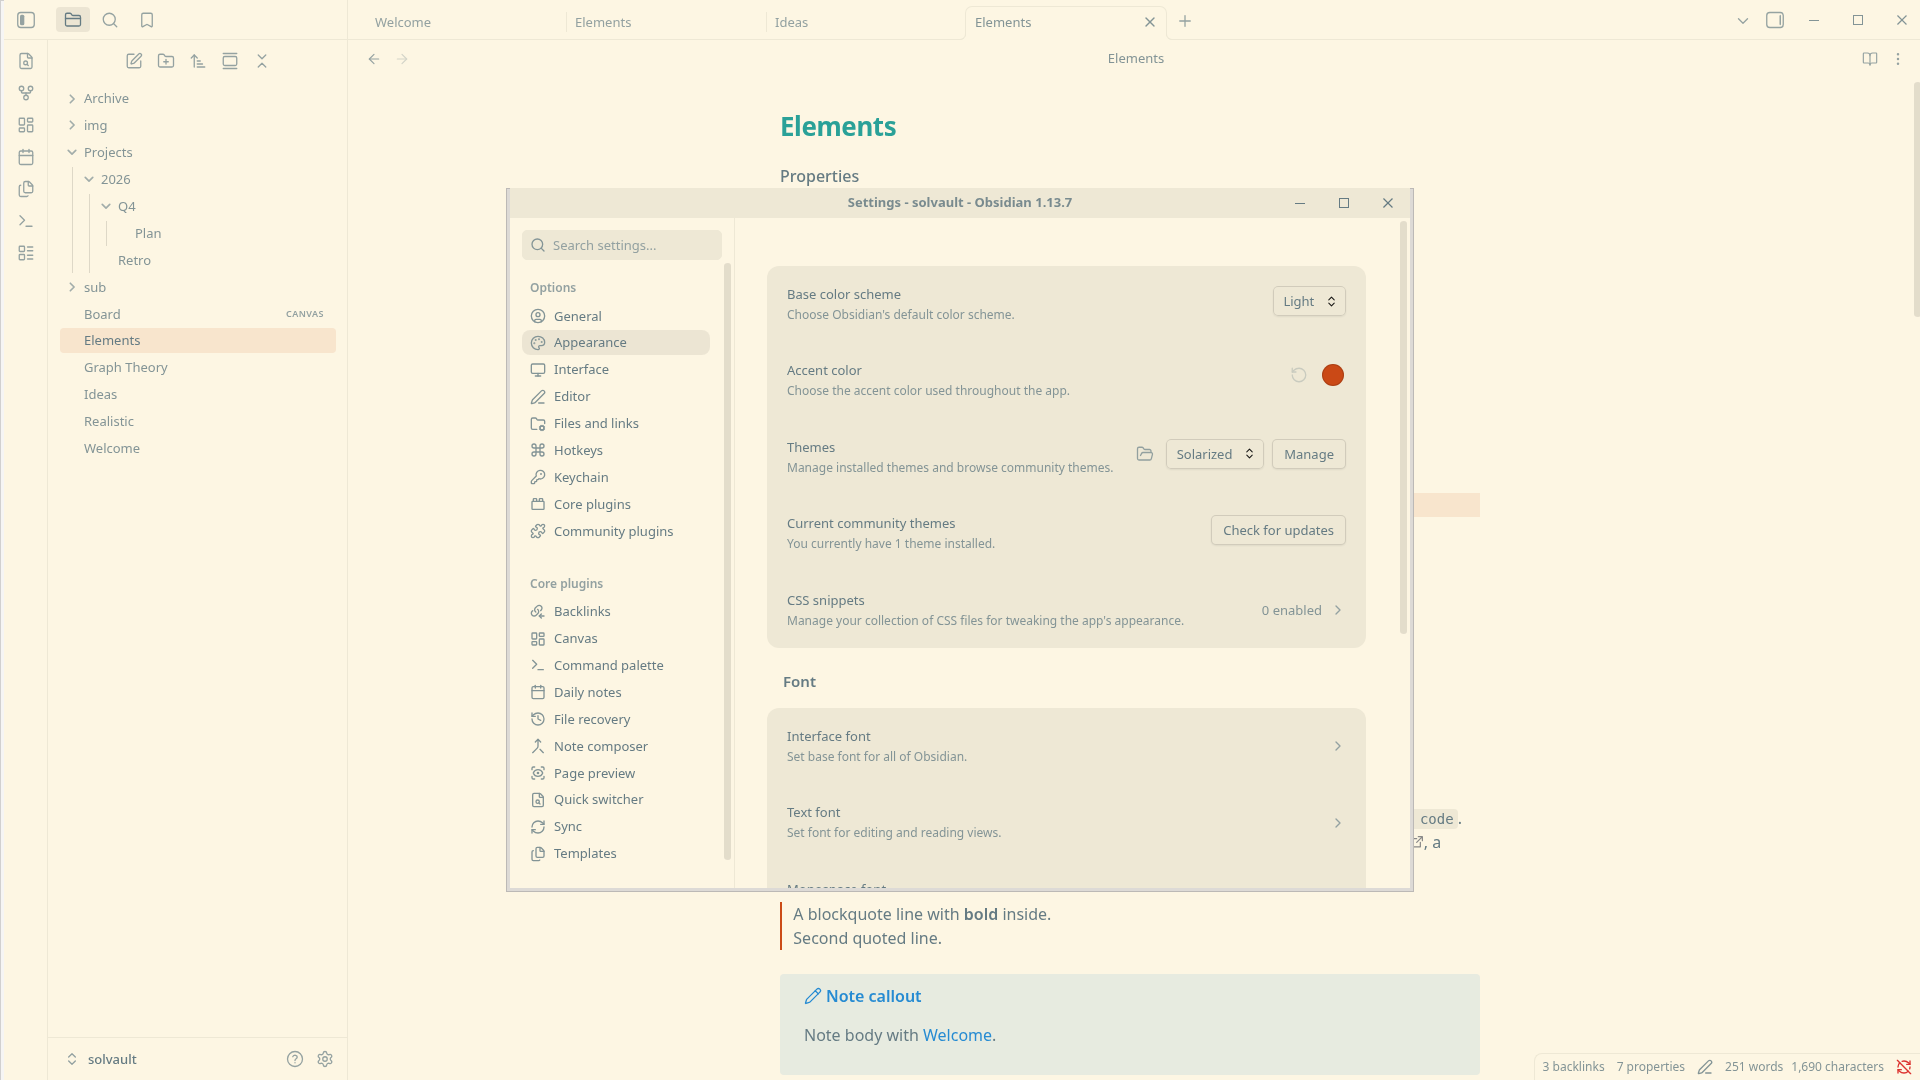 Welcome
Elements
Ideas
Elements
Elements
Archive
img
Projects
2026
Q4
Plan
Retro
sub
Board CANVAS
Elements
Graph Theory
Ideas
Realistic
Welcome
solvault
Elements
Properties
Settings - solvault - Obsidian 1.13.7
Search settings...
Options
General
Appearance
Interface
Editor
Files and links
Hotkeys
Keychain
Core plugins
Community plugins
Core plugins
Backlinks
Canvas
Command palette
Daily notes
File recovery
Note composer
Page preview
Quick switcher
Sync
Templates
Base color scheme
Choose Obsidian's default color scheme.
Light
Accent color
Choose the accent color used throughout the app.
Themes
Manage installed themes and browse community themes.
Solarized
Manage
Current community themes
You currently have 1 theme installed.
Check for updates
CSS snippets
Manage your collection of CSS files for tweaking the app's appearance.
0 enabled
Font
Interface font
Set base font for all of Obsidian.
Text font
Set font for editing and reading views.
code.
, a
A blockquote line with bold inside.
Second quoted line.
Note callout
Note body with Welcome.
3 backlinks 7 properties 251 words 1,690 characters